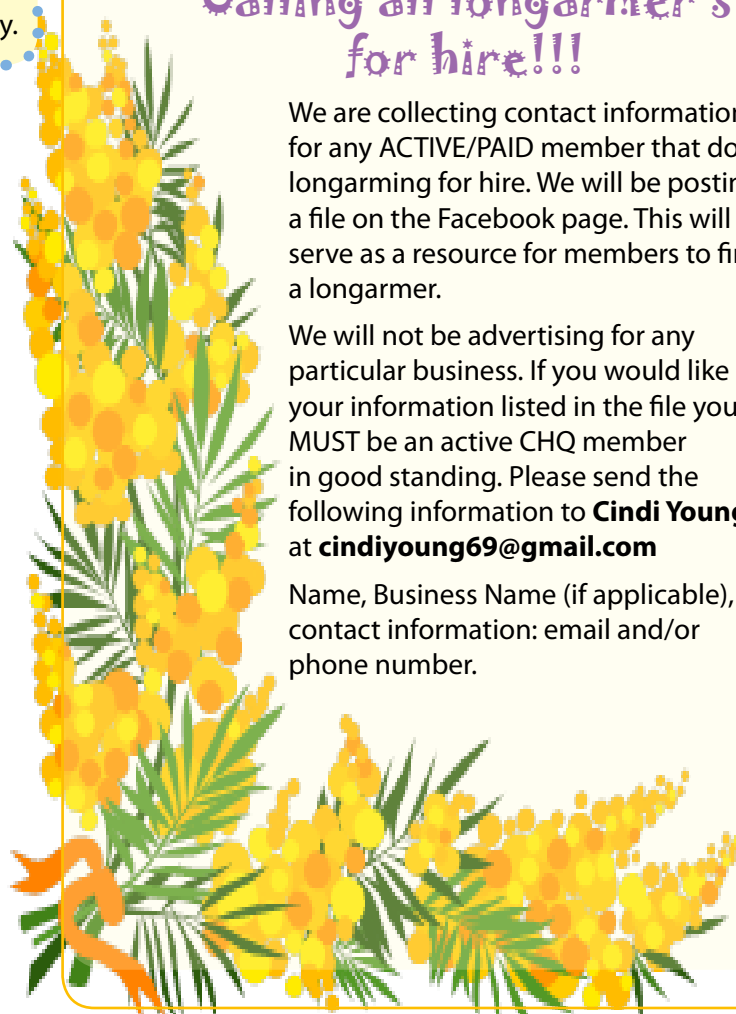 y.
Calling all longarmer's
for hire!!!
We are collecting contact information
for any ACTIVE/PAID member that do
longarming for hire. We will be postin
a file on the Facebook page. This will
serve as a resource for members to fin
a longarmer.
We will not be advertising for any
particular business. If you would like
your information listed in the file you
MUST be an active CHQ member
in good standing. Please send the
following information to Cindi Young
at cindiyoung69@gmail.com
Name, Business Name (if applicable),
contact information: email and/or
phone number.